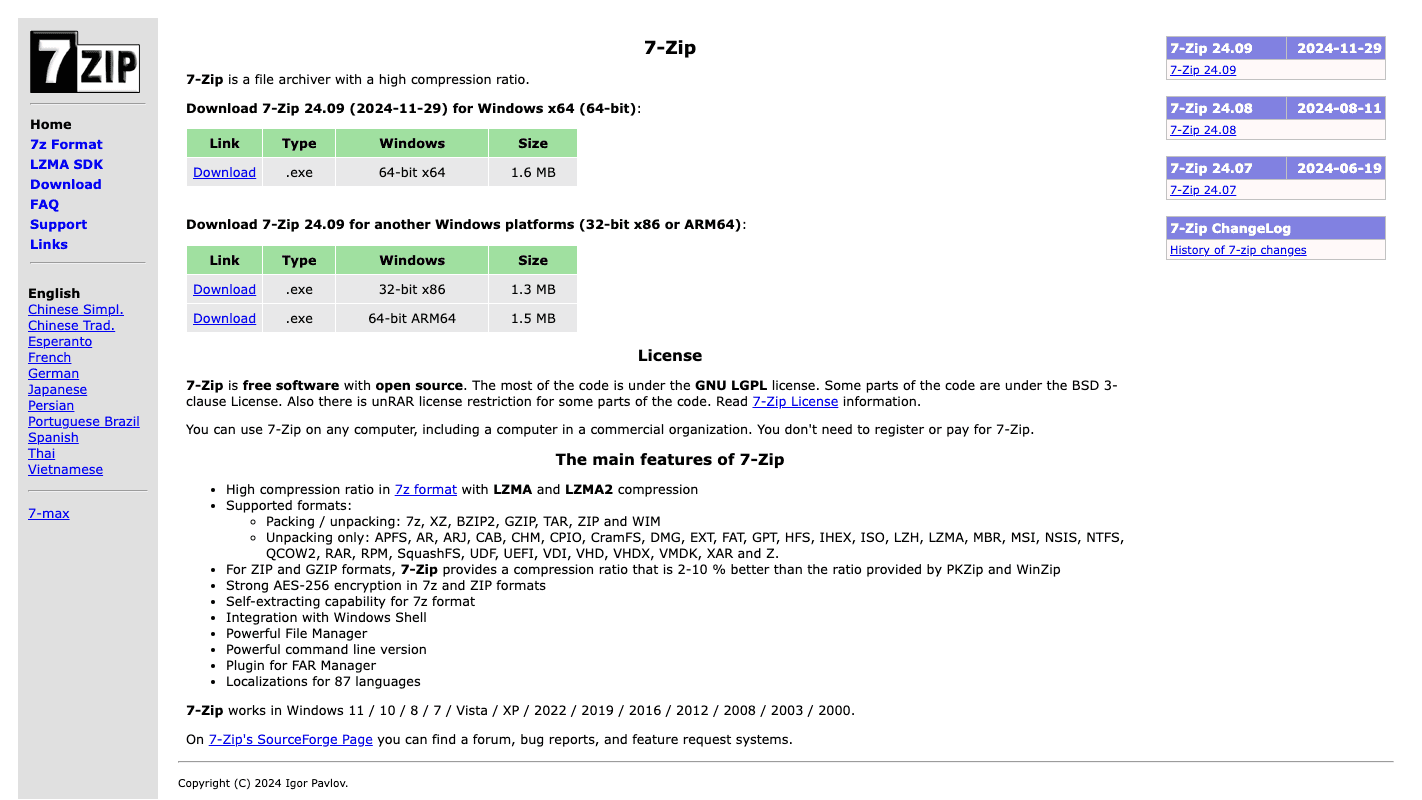 7ZIP
Home
7z Format
LZMA SDK
Download
FAQ
Support
Links
English
Chinese Simpl.
Chinese Trad.
Esperanto
French
German
Japanese
Persian
Portuguese Brazil
Spanish
Thai
Vietnamese
7-max
7-Zip
7-Zip is a file archiver with a high compression ratio.
Download 7-Zip 24.09 (2024-11-29) for Windows x64 (64-bit):
Link Type Windows Size
Download .exe 64-bit x64 1.6 MB
Download 7-Zip 24.09 for another Windows platforms (32-bit x86 or ARM64):
Link Type Windows Size
Download .exe 32-bit x86 1.3 MB
Download .exe 64-bit ARM64 1.5 MB
License
7-Zip is free software with open source. The most of the code is under the GNU LGPL license. Some parts of the code are under the BSD 3-
clause License. Also there is unRAR license restriction for some parts of the code. Read 7-Zip License information.
You can use 7-Zip on any computer, including a computer in a commercial organization. You don't need to register or pay for 7-Zip.
The main features of 7-Zip
• High compression ratio in 7z format with LZMA and LZMA2 compression
• Supported formats:
◦ Packing / unpacking: 7z, XZ, BZIP2, GZIP, TAR, ZIP and WIM
◦ Unpacking only: APFS, AR, ARJ, CAB, CHM, CPIO, CramFS, DMG, EXT, FAT, GPT, HFS, IHEX, ISO, LZH, LZMA, MBR, MSI, NSIS, NTFS,
QCOW2, RAR, RPM, SquashFS, UDF, UEFI, VDI, VHD, VHDX, VMDK, XAR and Z.
• For ZIP and GZIP formats, 7-Zip provides a compression ratio that is 2-10 % better than the ratio provided by PKZip and WinZip
• Strong AES-256 encryption in 7z and ZIP formats
• Self-extracting capability for 7z format
• Integration with Windows Shell
• Powerful File Manager
• Powerful command line version
• Plugin for FAR Manager
• Localizations for 87 languages
7-Zip works in Windows 11 / 10 / 8 / 7 / Vista / XP / 2022 / 2019 / 2016 / 2012 / 2008 / 2003 / 2000.
On 7-Zip's SourceForge Page you can find a forum, bug reports, and feature request systems.
Copyright (C) 2024 Igor Pavlov.
7-Zip 24.09 2024-11-29
7-Zip 24.09
7-Zip 24.08 2024-08-11
7-Zip 24.08
7-Zip 24.07 2024-06-19
7-Zip 24.07
7-Zip ChangeLog
History of 7-zip changes